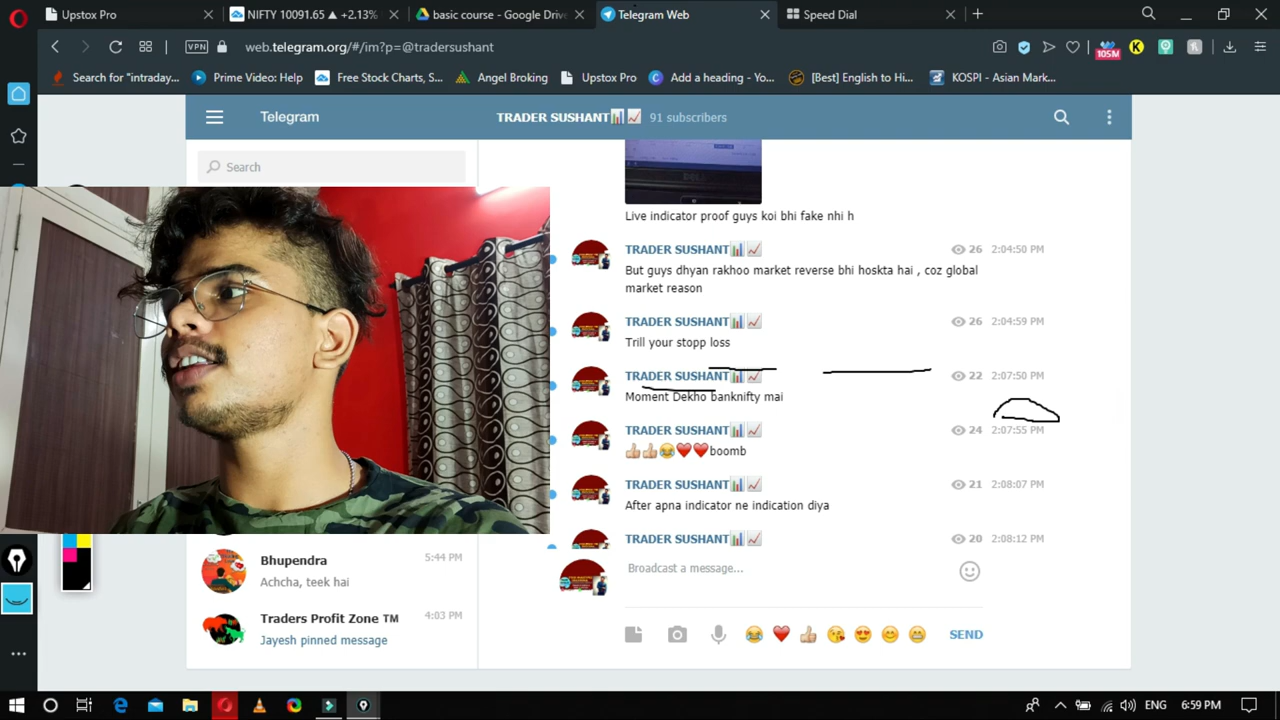 Upstox Pro
NIFTY 10091.65 ▲ +2.13%
basic course - Google Drive
Telegram Web
Speed Dial
VPN
web.telegram.org/#/im?p=@tradersushant
105M
K
Search for "intraday...
Prime Video: Help
Free Stock Charts, S...
Angel Broking
Upstox Pro
Add a heading - Yo...
[Best] English to Hi...
KOSPI - Asian Mark...
Telegram
TRADER SUSHANT📊📈 91 subscribers
Search
DELL
Live indicator proof guys koi bhi fake nhi h
TRADER SUSHANT📊📈 26 2:04:50 PM
But guys dhyan rakhoo market reverse bhi hoskta hai , coz global
market reason
TRADER SUSHANT📊📈 26 2:04:59 PM
Trill your stopp loss
TRADER SUSHANT📊📈 22 2:07:50 PM
Moment Dekho banknifty mai
TRADER SUSHANT📊📈 24 2:07:55 PM
👍👍😂❤️❤️boomb
TRADER SUSHANT📊📈 21 2:08:07 PM
After apna indicator ne indication diya
TRADER SUSHANT📊📈 20 2:08:12 PM
Broadcast a message...
SEND
Bhupendra 5:44 PM
Achcha, teek hai
Traders Profit Zone ™ 4:03 PM
Jayesh pinned message
ENG 6:59 PM